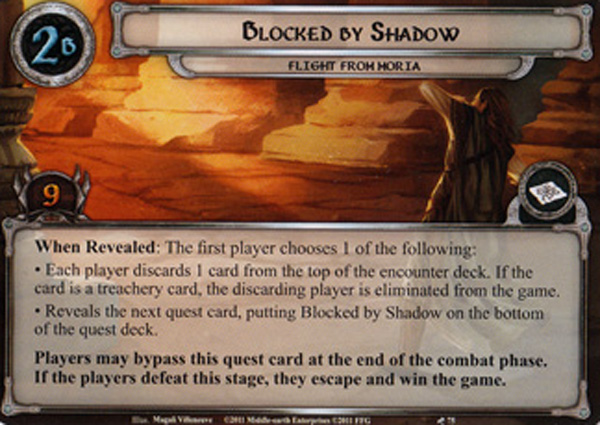 2B
BLOCKED BY SHADOW
FLIGHT FROM MORIA
9
When Revealed: The first player chooses 1 of the following:
• Each player discards 1 card from the top of the encounter deck. If the
card is a treachery card, the discarding player is eliminated from the game.
• Reveals the next quest card, putting Blocked by Shadow on the bottom
of the quest deck.
Players may bypass this quest card at the end of the combat phase.
If the players defeat this stage, they escape and win the game.
Illus. Magali Villeneuve ©2011 Middle-earth Enterprises ©2011 FFG 75